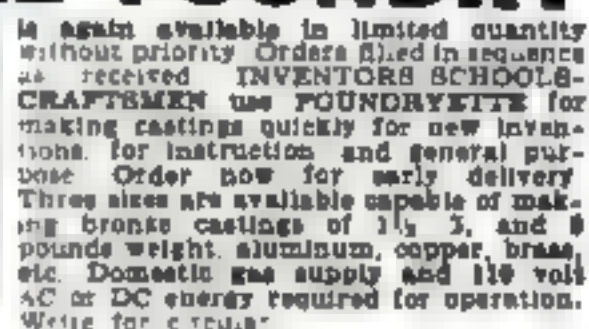 is again available in limited quantity
without priority Orders filled in sequence
as received INVENTORS SCHOOLS-
CRAFTSMEN use FOUNDRYETTE for
making castings quickly for new inven-
tions. for instruction and general pur-
pose Order now for early delivery
Three sizes are available capable of mak-
ing bronze castings of 1½ 3, and
pounds weight. aluminum, copper, brass,
etc. Domestic gas supply and 110 volt
AC or DC energy required for operation.
Write for circular